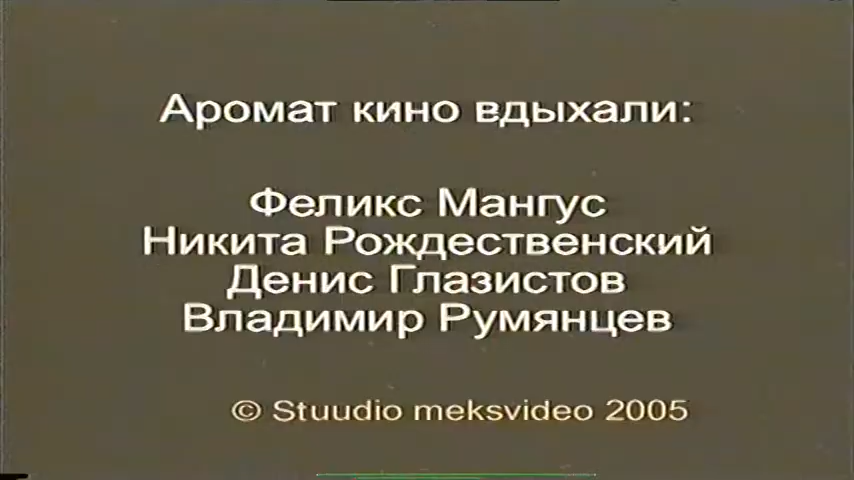 Аромат кино вдыхали:
Феликс Мангус
Никита Рождественский
Денис Глазистов
Владимир Румянцев
© Stuudio meksvideo 2005